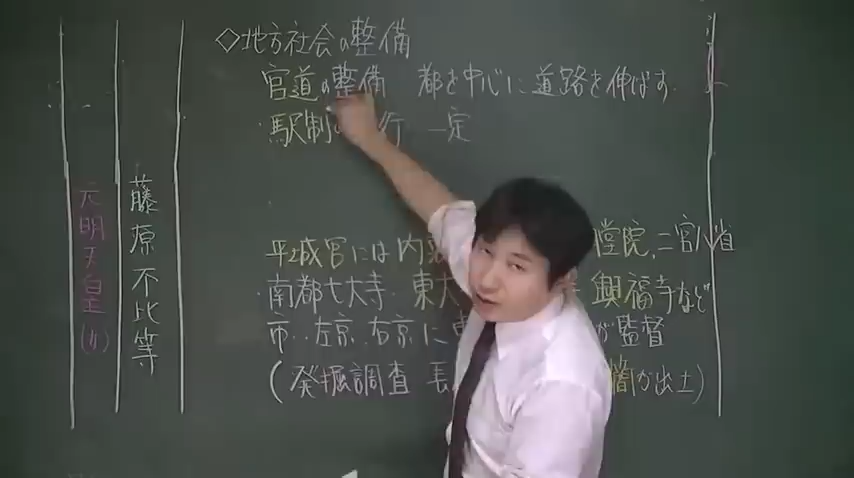 ◇地方社会の整備
官道の整備 都を中心に道路を伸ばす.
・駅制 行 一定
平城宮には内 堂院,二官八省
・南都七大寺. 東大 興福寺など
市..左京.右京に が監督
(発掘調査 長 簡が出土)
藤原不比等
元明天皇(女)